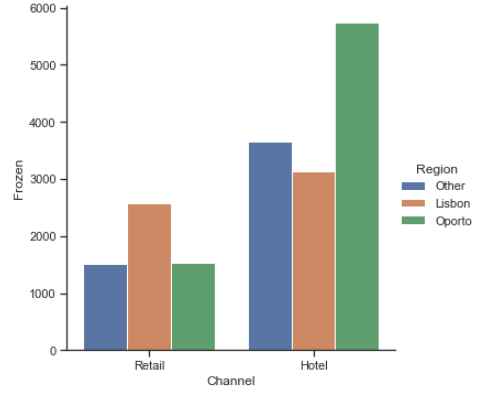 6000
5000
4000
3000
2000
1000
0
Frozen
Retail
Hotel
Channel
Region
Other
Lisbon
Oporto